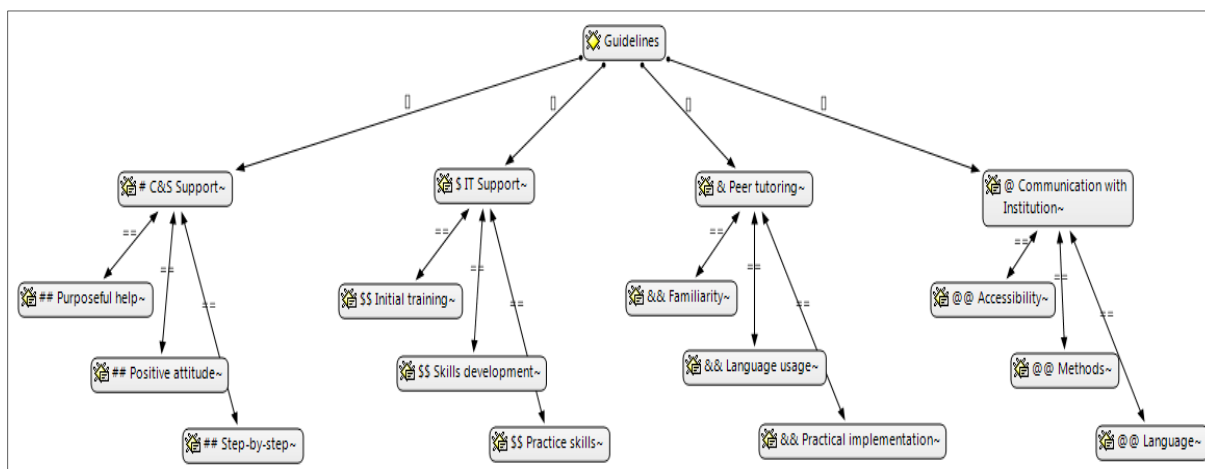 Guidelines
# C&S Support~
$ IT Support~
& Peer tutoring~
@ Communication with
Institution~
==
==
==
==
==
==
==
==
==
==
==
==
## Purposeful help~
$$ Initial training~
&& Familiarity~
@@ Accessibility~
## Positive attitude~
$$ Skills development~
&& Language usage~
@@ Methods~
## Step-by-step~
$$ Practice skills~
&& Practical implementation~
@@ Language~